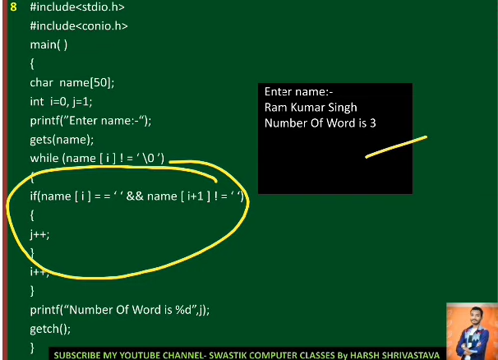 8 #include<stdio.h>
#include<conio.h>
main( )
{
char name[50];
int i=0, j=1;
printf("Enter name:-");
gets(name);
while (name [ i ] ! = ‘ \0 ’)
{
if(name [ i ] = = ‘ ‘ && name [ i+1 ] ! = ‘ ‘)
{
j++;
}
i++;
}
printf("Number Of Word is %d",j);
getch();
}
Enter name:-
Ram Kumar Singh
Number Of Word is 3
SUBSCRIBE MY YOUTUBE CHANNEL- SWASTIK COMPUTER CLASSES By HARSH SHRIVASTAVA